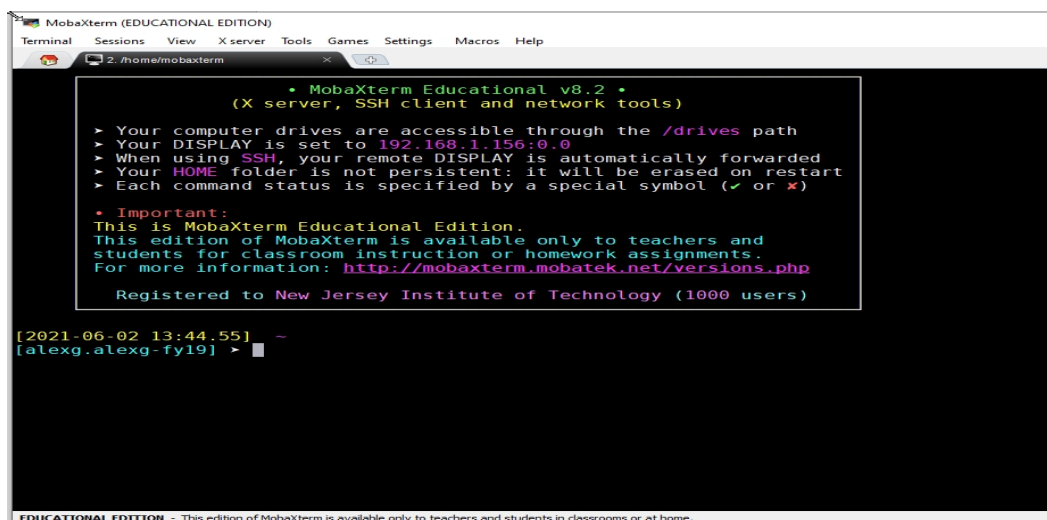 MobaXterm (EDUCATIONAL EDITION)
Terminal Sessions View X server Tools Games Settings Macros Help
2. /home/mobaxterm
• MobaXterm Educational v8.2 •
(X server, SSH client and network tools)
➤ Your computer drives are accessible through the /drives path
➤ Your DISPLAY is set to 192.168.1.156:0.0
➤ When using SSH, your remote DISPLAY is automatically forwarded
➤ Your HOME folder is not persistent: it will be erased on restart
➤ Each command status is specified by a special symbol (✔ or ✘)
• Important:
This is MobaXterm Educational Edition.
This edition of MobaXterm is available only to teachers and
students for classroom instruction or homework assignments.
For more information: http://mobaxterm.mobatek.net/versions.php
Registered to New Jersey Institute of Technology (1000 users)
[2021-06-02 13:44.55] ~
[alexg.alexg-fy19] ➤
EDUCATIONAL EDITION - This edition of MobaXterm is available only to teachers and students in classrooms or at home.